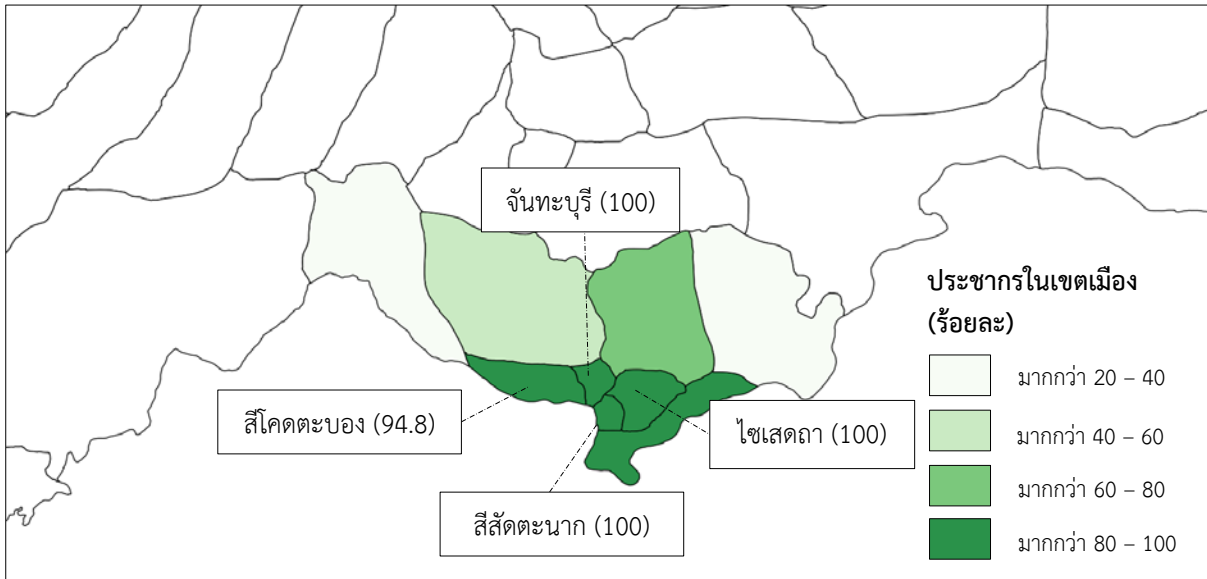 จันทะบุรี (100)
สีโคดตะบอง (94.8)
ไซเสดถา (100)
สีสัดตะนาก (100)
ประชากรในเขตเมือง
(ร้อยละ)
มากกว่า 20 – 40
มากกว่า 40 – 60
มากกว่า 60 – 80
มากกว่า 80 – 100